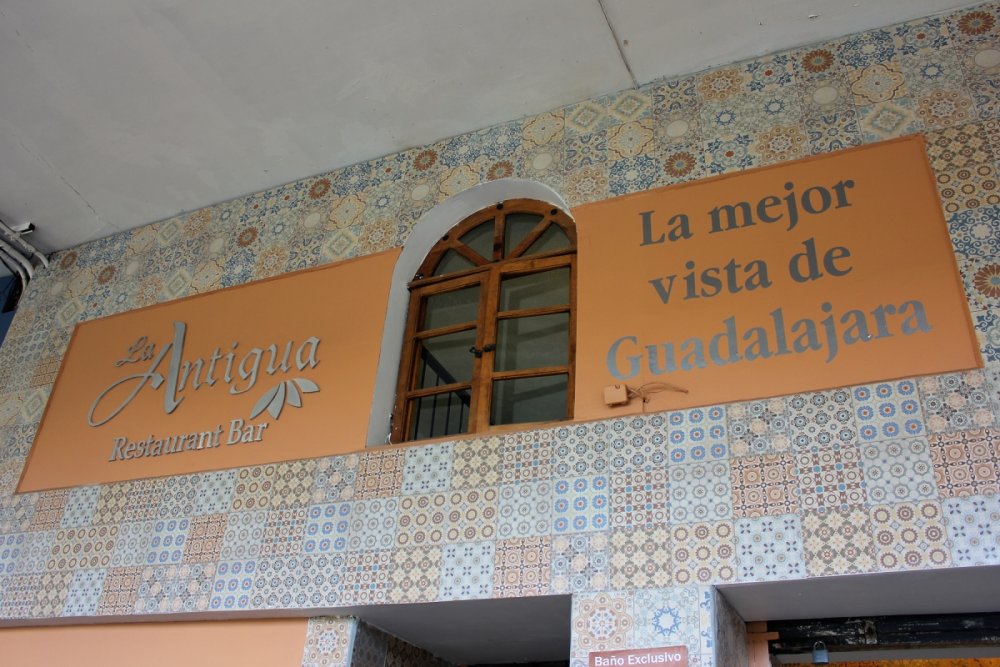 La
Antigua
Restaurant Bar
La mejor
vista de
Guadalajara
Baño Exclusivo